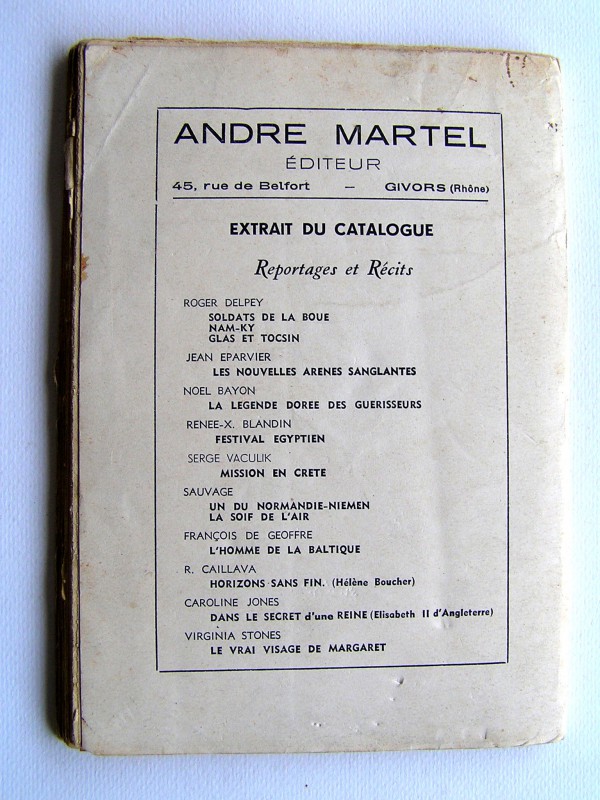 ANDRE MARTEL
ÉDITEUR
45, rue de Belfort — GIVORS (Rhône)
EXTRAIT DU CATALOGUE
Reportages et Récits
ROGER DELPEY
SOLDATS DE LA BOUE
NAM-KY
GLAS ET TOCSIN
JEAN EPARVIER
LES NOUVELLES ARENES SANGLANTES
NOEL BAYON
LA LEGENDE DOREE DES GUERISSEURS
RENEE-X. BLANDIN
FESTIVAL EGYPTIEN
SERGE VACULIK
MISSION EN CRETE
SAUVAGE
UN DU NORMANDIE-NIEMEN
LA SOIF DE L'AIR
FRANÇOIS DE GEOFFRE
L'HOMME DE LA BALTIQUE
R. CAILLAVA
HORIZONS SANS FIN. (Hélène Boucher)
CAROLINE JONES
DANS LE SECRET d'une REINE (Elisabeth II d'Angleterre)
VIRGINIA STONES
LE VRAI VISAGE DE MARGARET